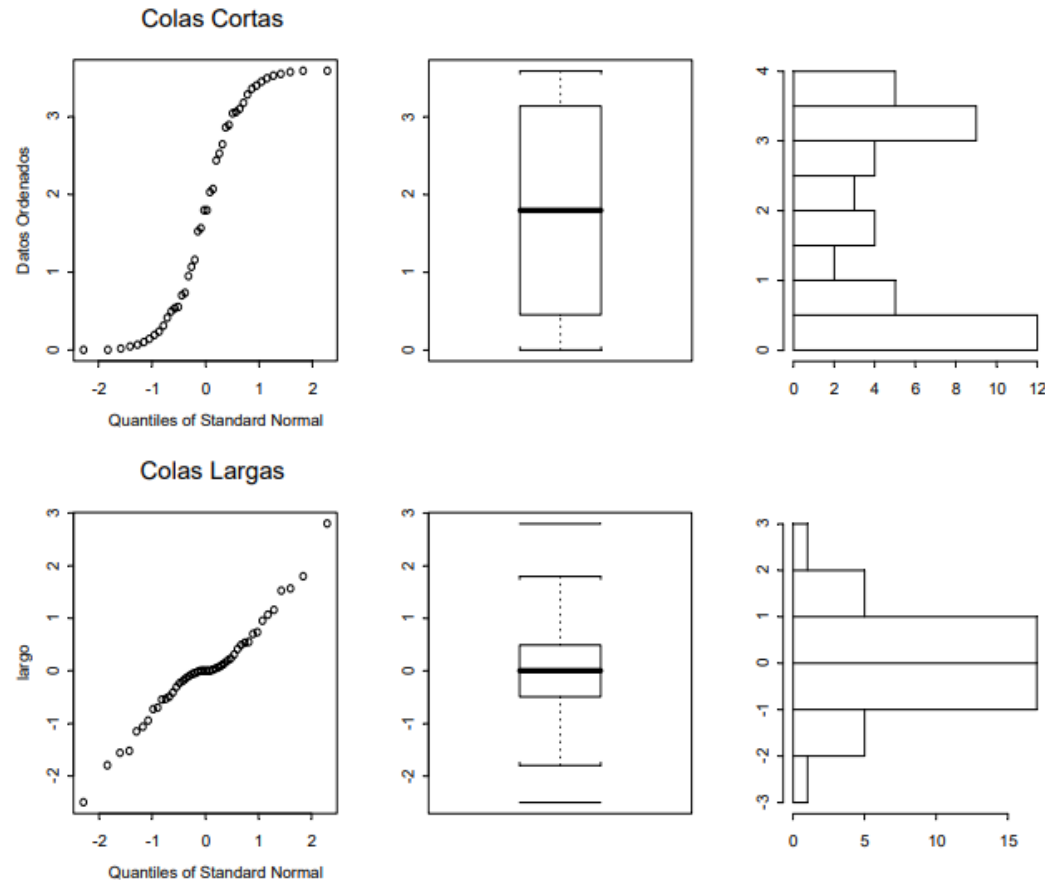 Colas Cortas
Datos Ordenados
0 1 2 3
-2 -1 0 1 2
Quantiles of Standard Normal
0 1 2 3
0 1 2 3 4
0 2 4 6 8 10 12
Colas Largas
largo
-2 -1 0 1 2 3
-2 -1 0 1 2
Quantiles of Standard Normal
-2 -1 0 1 2 3
-3 -2 -1 0 1 2 3
0 5 10 15